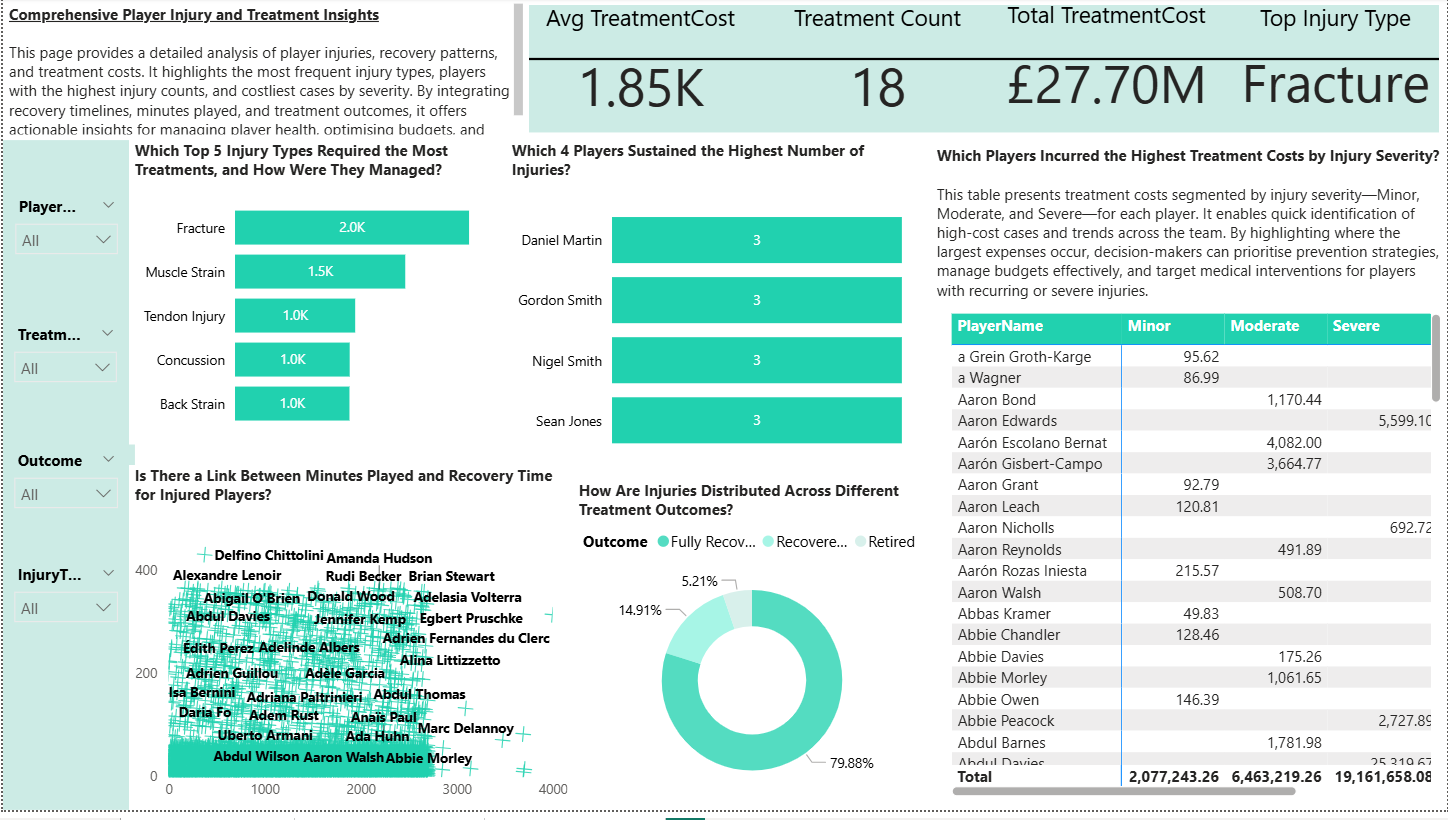 Comprehensive Player Injury and Treatment Insights
This page provides a detailed analysis of player injuries, recovery patterns,
and treatment costs. It highlights the most frequent injury types, players
with the highest injury counts, and costliest cases by severity. By integrating
recovery timelines, minutes played, and treatment outcomes, it offers
actionable insights for managing player health, optimising budgets, and
Avg TreatmentCost
1.85K
Treatment Count
18
Total TreatmentCost
£27.70M
Top Injury Type
Fracture
Player...
All
Treatm...
All
Outcome
All
InjuryT...
All
Which Top 5 Injury Types Required the Most
Treatments, and How Were They Managed?
Fracture 2.0K
Muscle Strain 1.5K
Tendon Injury 1.0K
Concussion 1.0K
Back Strain 1.0K
Which 4 Players Sustained the Highest Number of
Injuries?
Daniel Martin 3
Gordon Smith 3
Nigel Smith 3
Sean Jones 3
Is There a Link Between Minutes Played and Recovery Time
for Injured Players?
400
200
0
Delfino Chittolini Amanda Hudson
Alexandre Lenoir Rudi Becker Brian Stewart
Abigail O'Brien Donald Wood Adelasia Volterra
Abdul Davies Jennifer Kemp Egbert Pruschke
Adrien Fernandes du Clerc
Édith Perez Adelinde Albers
Alina Littizzetto
Adrien Guillou Adèle Garcia
Isa Bernini Adriana Paltrinieri Abdul Thomas
Daria Fo Adem Rust Anaïs Paul
Marc Delannoy
Uberto Armani Ada Huhn
Abdul Wilson Aaron Walsh Abbie Morley
0 1000 2000 3000 4000
How Are Injuries Distributed Across Different
Treatment Outcomes?
Outcome Fully Recov... Recovere... Retired
5.21%
14.91%
79.88%
Which Players Incurred the Highest Treatment Costs by Injury Severity?
This table presents treatment costs segmented by injury severity—Minor,
Moderate, and Severe—for each player. It enables quick identification of
high-cost cases and trends across the team. By highlighting where the
largest expenses occur, decision-makers can prioritise prevention strategies,
manage budgets effectively, and target medical interventions for players
with recurring or severe injuries.
PlayerName Minor Moderate Severe
a Grein Groth-Karge 95.62
a Wagner 86.99
Aaron Bond 1,170.44
Aaron Edwards 5,599.10
Aarón Escolano Bernat 4,082.00
Aarón Gisbert-Campo 3,664.77
Aaron Grant 92.79
Aaron Leach 120.81
Aaron Nicholls 692.72
Aaron Reynolds 491.89
Aarón Rozas Iniesta 215.57
Aaron Walsh 508.70
Abbas Kramer 49.83
Abbie Chandler 128.46
Abbie Davies 175.26
Abbie Morley 1,061.65
Abbie Owen 146.39
Abbie Peacock 2,727.89
Abdul Barnes 1,781.98
Abdul Davies 25,319.67
Total 2,077,243.26 6,463,219.26 19,161,658.08